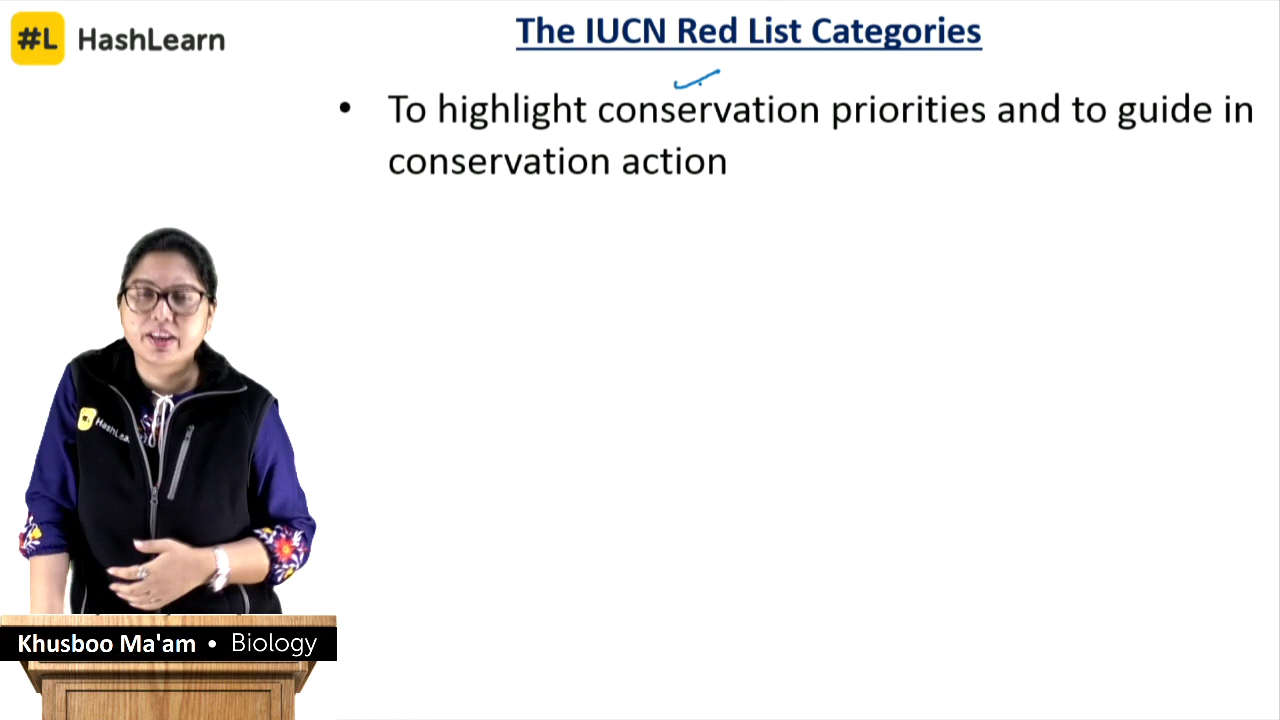 #L HashLearn
The IUCN Red List Categories
• To highlight conservation priorities and to guide in
conservation action
HashLea
Khusboo Ma'am • Biology